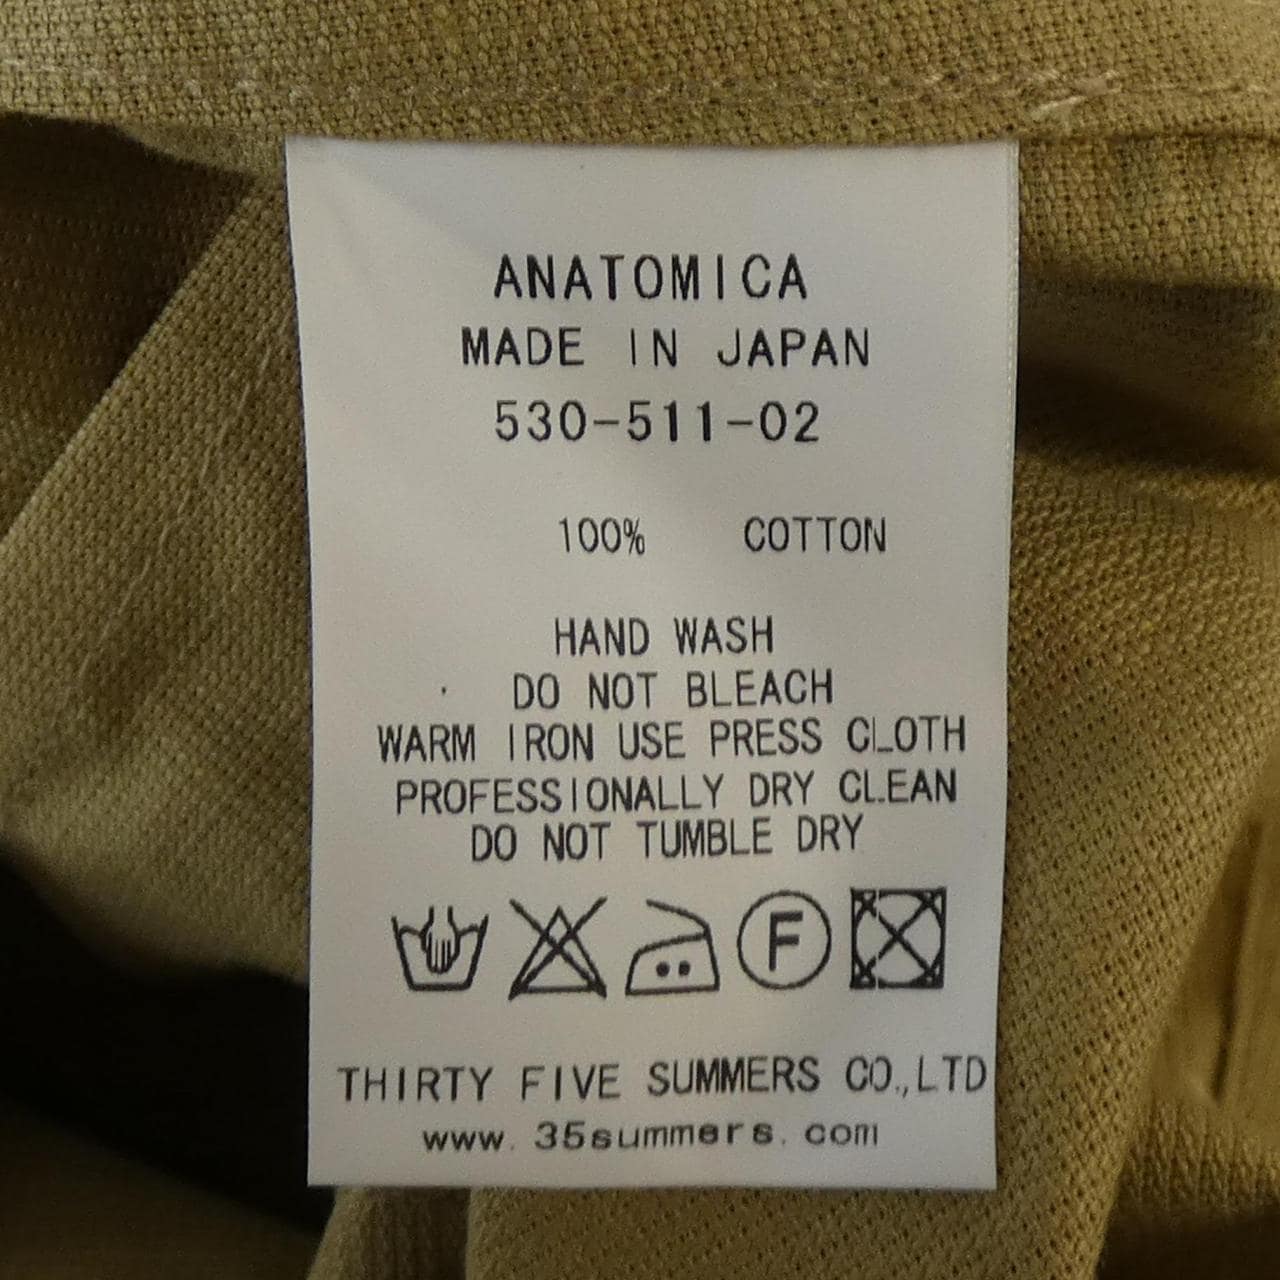 ANATOMICA
MADE IN JAPAN
530-511-02
100% COTTON
HAND WASH
DO NOT BLEACH
WARM IRON USE PRESS CLOTH
PROFESSIONALLY DRY CLEAN
DO NOT TUMBLE DRY
F
THIRTY FIVE SUMMERS CO.,LTD
www.35summers.com